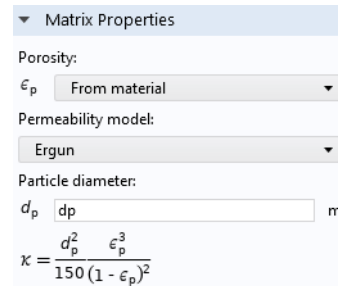 Matrix Properties
Porosity:
ϵp From material
Permeability model:
Ergun
Particle diameter:
dp dp m
κ = dp² / 150 ϵp³ / (1 - ϵp)²